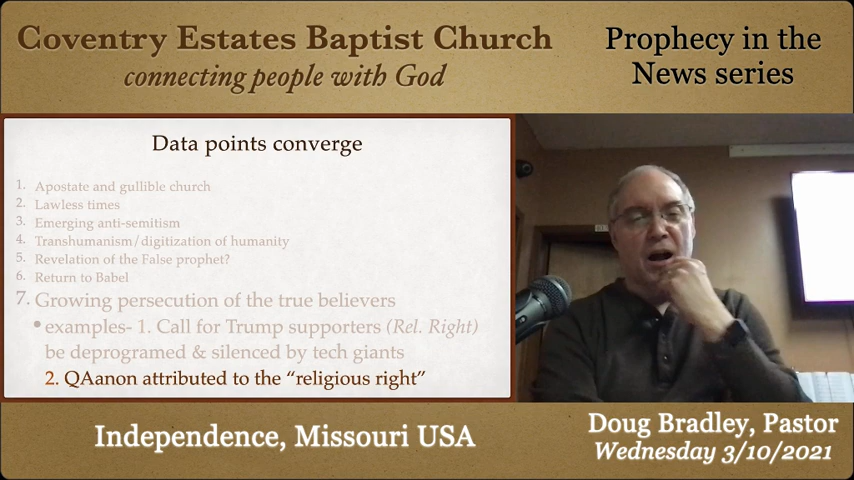 Coventry Estates Baptist Church
connecting people with God
Prophecy in the
News series
Data points converge
1. Apostate and gullible church
2. Lawless times
3. Emerging anti-semitism
4. Transhumanism/digitization of humanity
5. Revelation of the False prophet?
6. Return to Babel
7. Growing persecution of the true believers
• examples- 1. Call for Trump supporters (Rel. Right)
be deprogramed & silenced by tech giants
2. QAanon attributed to the “religious right”
Independence, Missouri USA
Doug Bradley, Pastor
Wednesday 3/10/2021